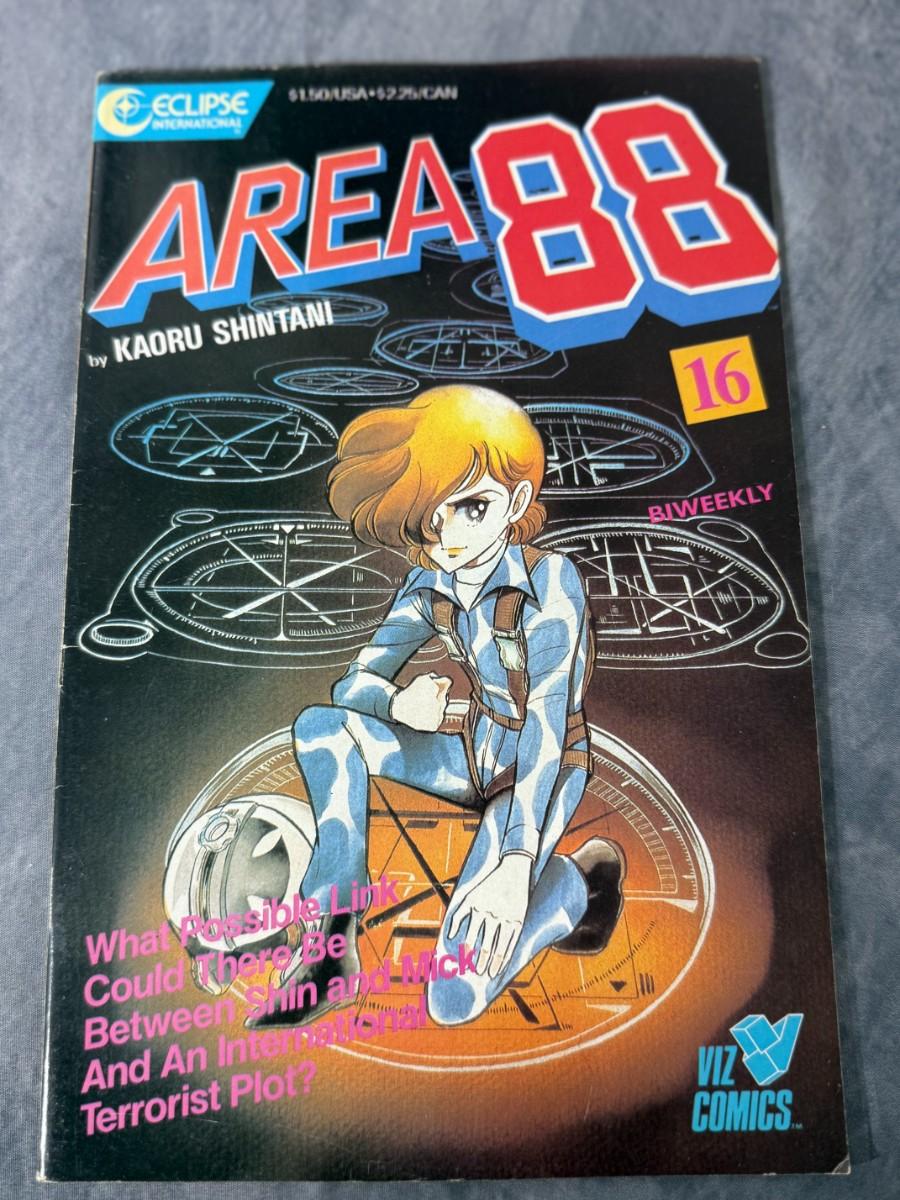 ECLIPSE
INTERNATIONAL
$1.50/USA•$2.25/CAN
AREA 88
by KAORU SHINTANI
16
BIWEEKLY
What Possible Link
Could There Be
Between Shin and Mick
And An International
Terrorist Plot?
VIZ
COMICS™